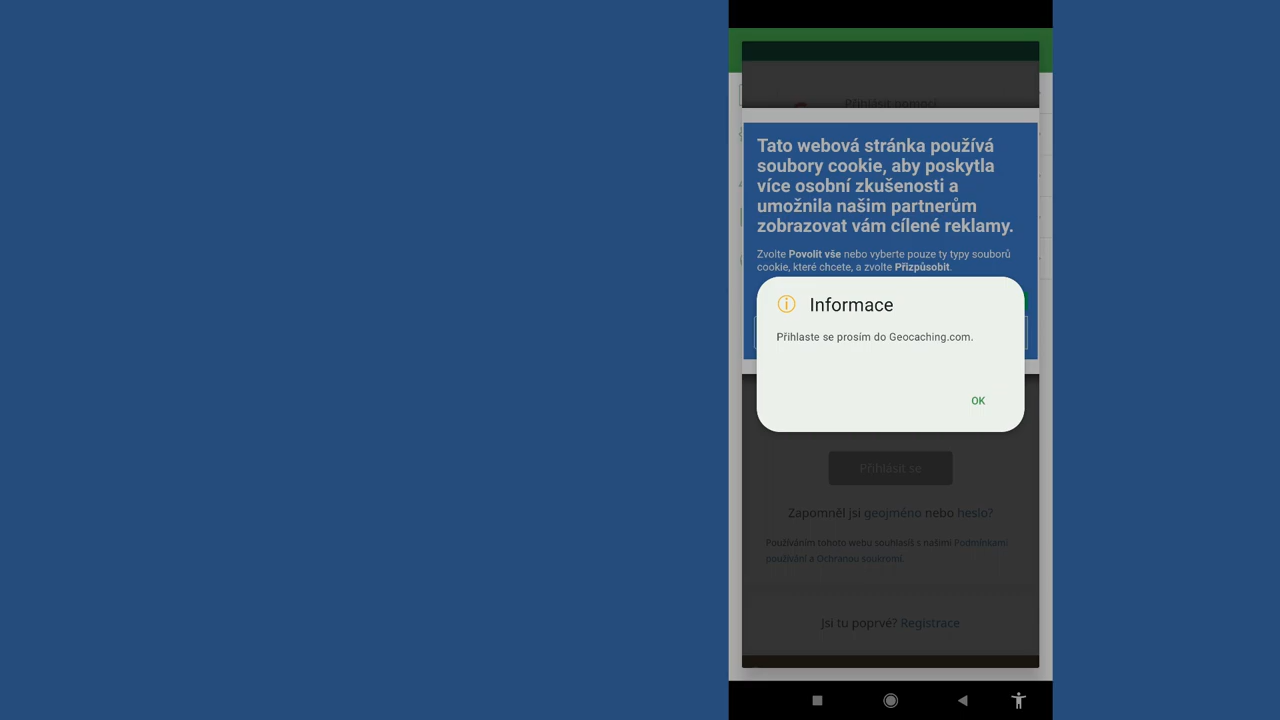 Přihlásit pomocí
Tato webová stránka používá
soubory cookie, aby poskytla
více osobní zkušenosti a
umožnila našim partnerům
zobrazovat vám cílené reklamy.
Zvolte Povolit vše nebo vyberte pouze ty typy souborů
cookie, které chcete, a zvolte Přizpůsobit.
Informace
Přihlaste se prosím do Geocaching.com.
OK
Přihlásit se
Zapomněl jsi geojméno nebo heslo?
Používáním tohoto webu souhlasíš s našimi Podmínkami
používání a Ochranou soukromí.
Jsi tu poprvé? Registrace